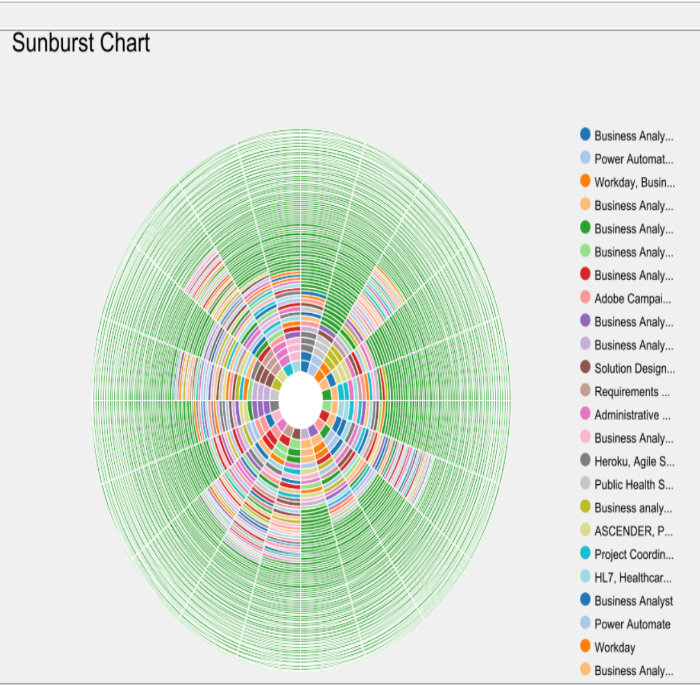 Sunburst Chart
Business Analy...
Power Automat...
Workday, Busin...
Business Analy...
Business Analy...
Business Analy...
Business Analy...
Adobe Campai...
Business Analy...
Business Analy...
Solution Design...
Requirements ...
Administrative ...
Business Analy...
Heroku, Agile S...
Public Health S...
Business analy...
ASCENDER, P...
Project Coordin...
HL7, Healthcar...
Business Analyst
Power Automate
Workday
Business Analy...